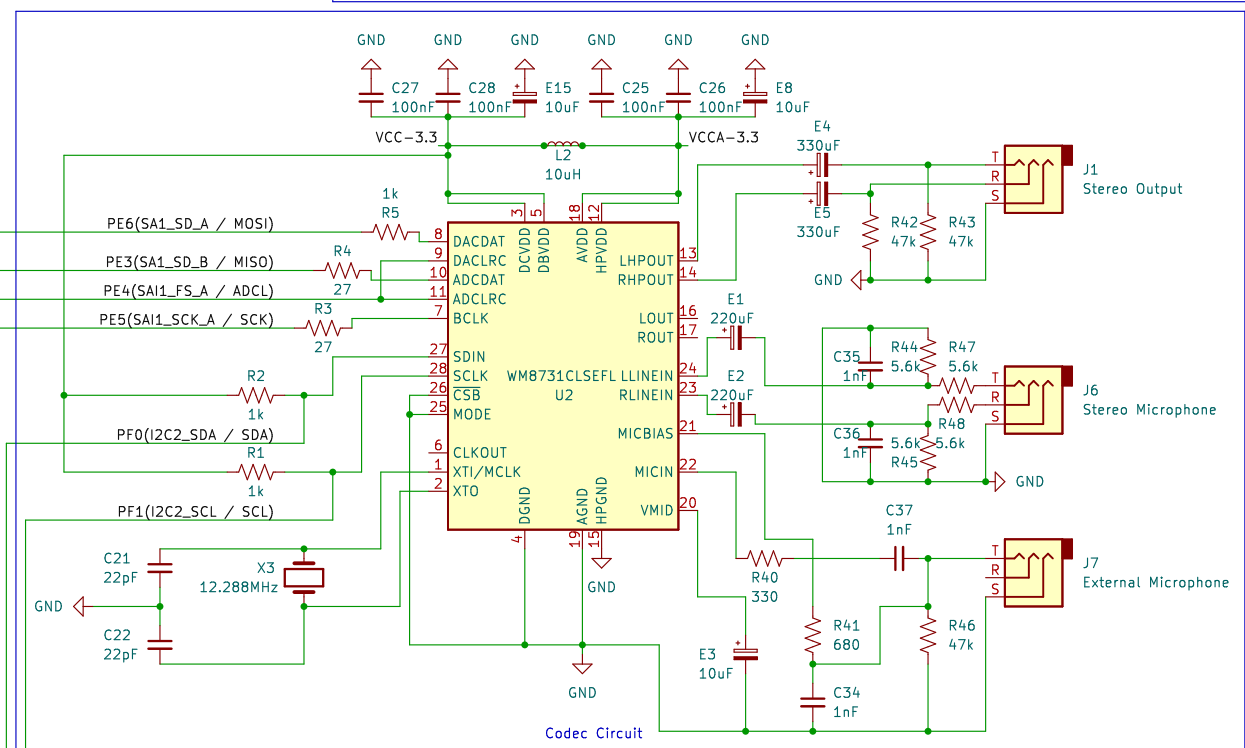 GND GND GND GND GND GND
C27 C28 E15 C25 C26 E8
100nF 100nF 10uF 100nF 100nF 10uF
VCC-3.3 VCCA-3.3
L2
10uH
E4
330uF
E5
330uF
T
R
S
J1
Stereo Output
R42 R43
47k 47k
GND
1k
R5
PE6(SA1_SD_A / MOSI)
R4
PE3(SA1_SD_B / MISO)
27
PE4(SAI1_FS_A / ADCL)
R3
PE5(SAI1_SCK_A / SCK)
27
3 5 18 12
DCVDD DBVDD AVDD HPVDD
8 DACDAT
9 DACLRC
10 ADCDAT
11 ADCLRC
7 BCLK
27 SDIN
28 SCLK
26 CSB
25 MODE
6 CLKOUT
1 XTI/MCLK
2 XTO
WM8731CLSEFL
U2
LHPOUT 13
RHPOUT 14
LOUT 16
ROUT 17
LLINEIN 24
RLINEIN 23
MICBIAS 21
MICIN 22
VMID 20
DGND AGND HPGND
4 19 15
GND
GND
R2
1k
PF0(I2C2_SDA / SDA)
R1
1k
PF1(I2C2_SCL / SCL)
C21
22pF
X3
12.288MHz
GND
C22
22pF
E1
220uF
E2
220uF
C35
1nF
R44 R47
5.6k 5.6k
C36
1nF
R48
5.6k 5.6k
R45
T
R
S
J6
Stereo Microphone
GND
C37
1nF
R40
330
T
R
S
J7
External Microphone
R41
680
R46
47k
E3
10uF
C34
1nF
Codec Circuit